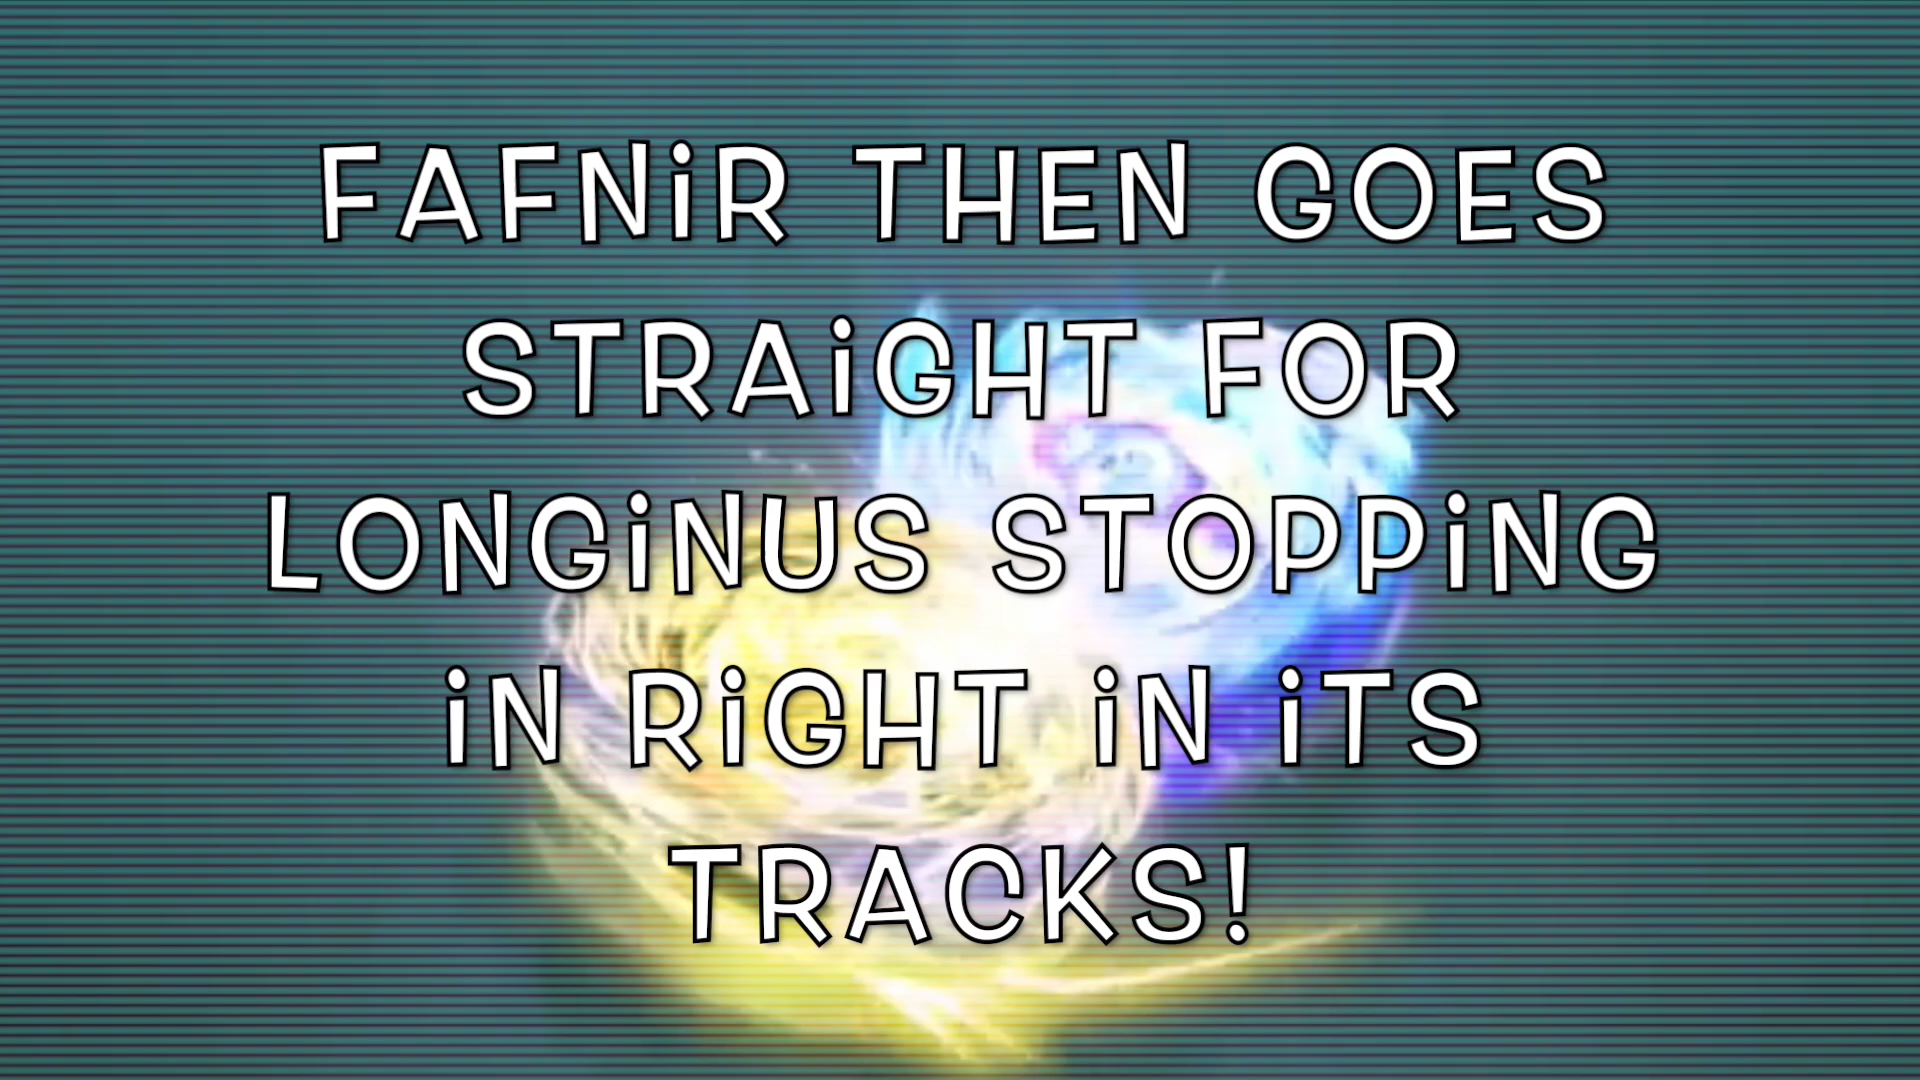 FAFNiR THEN GOES
STRAiGHT FOR
LONGiNUS STOPPiNG
iN RiGHT iN iTS
TRACKS!